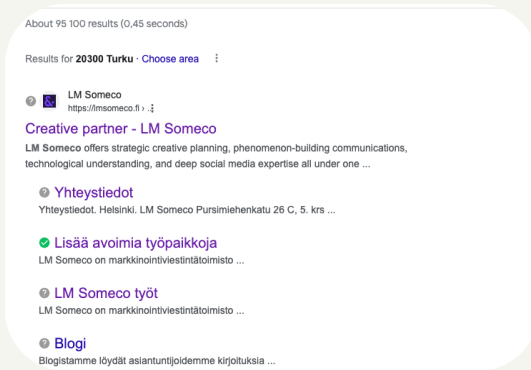 About 95 100 results (0,45 seconds)
Results for 20300 Turku · Choose area
LM Someco
https://lmsomeco.fi › ...
Creative partner - LM Someco
LM Someco offers strategic creative planning, phenomenon-building communications,
technological understanding, and deep social media expertise all under one ...
Yhteystiedot
Yhteystiedot. Helsinki. LM Someco Pursimiehenkatu 26 C, 5. krs ...
Lisää avoimia työpaikkoja
LM Someco on markkinointiviestintätoimisto ...
LM Someco työt
LM Someco on markkinointiviestintätoimisto ...
Blogi
Blogistamme löydät asiantuntijoidemme kirjoituksia ...